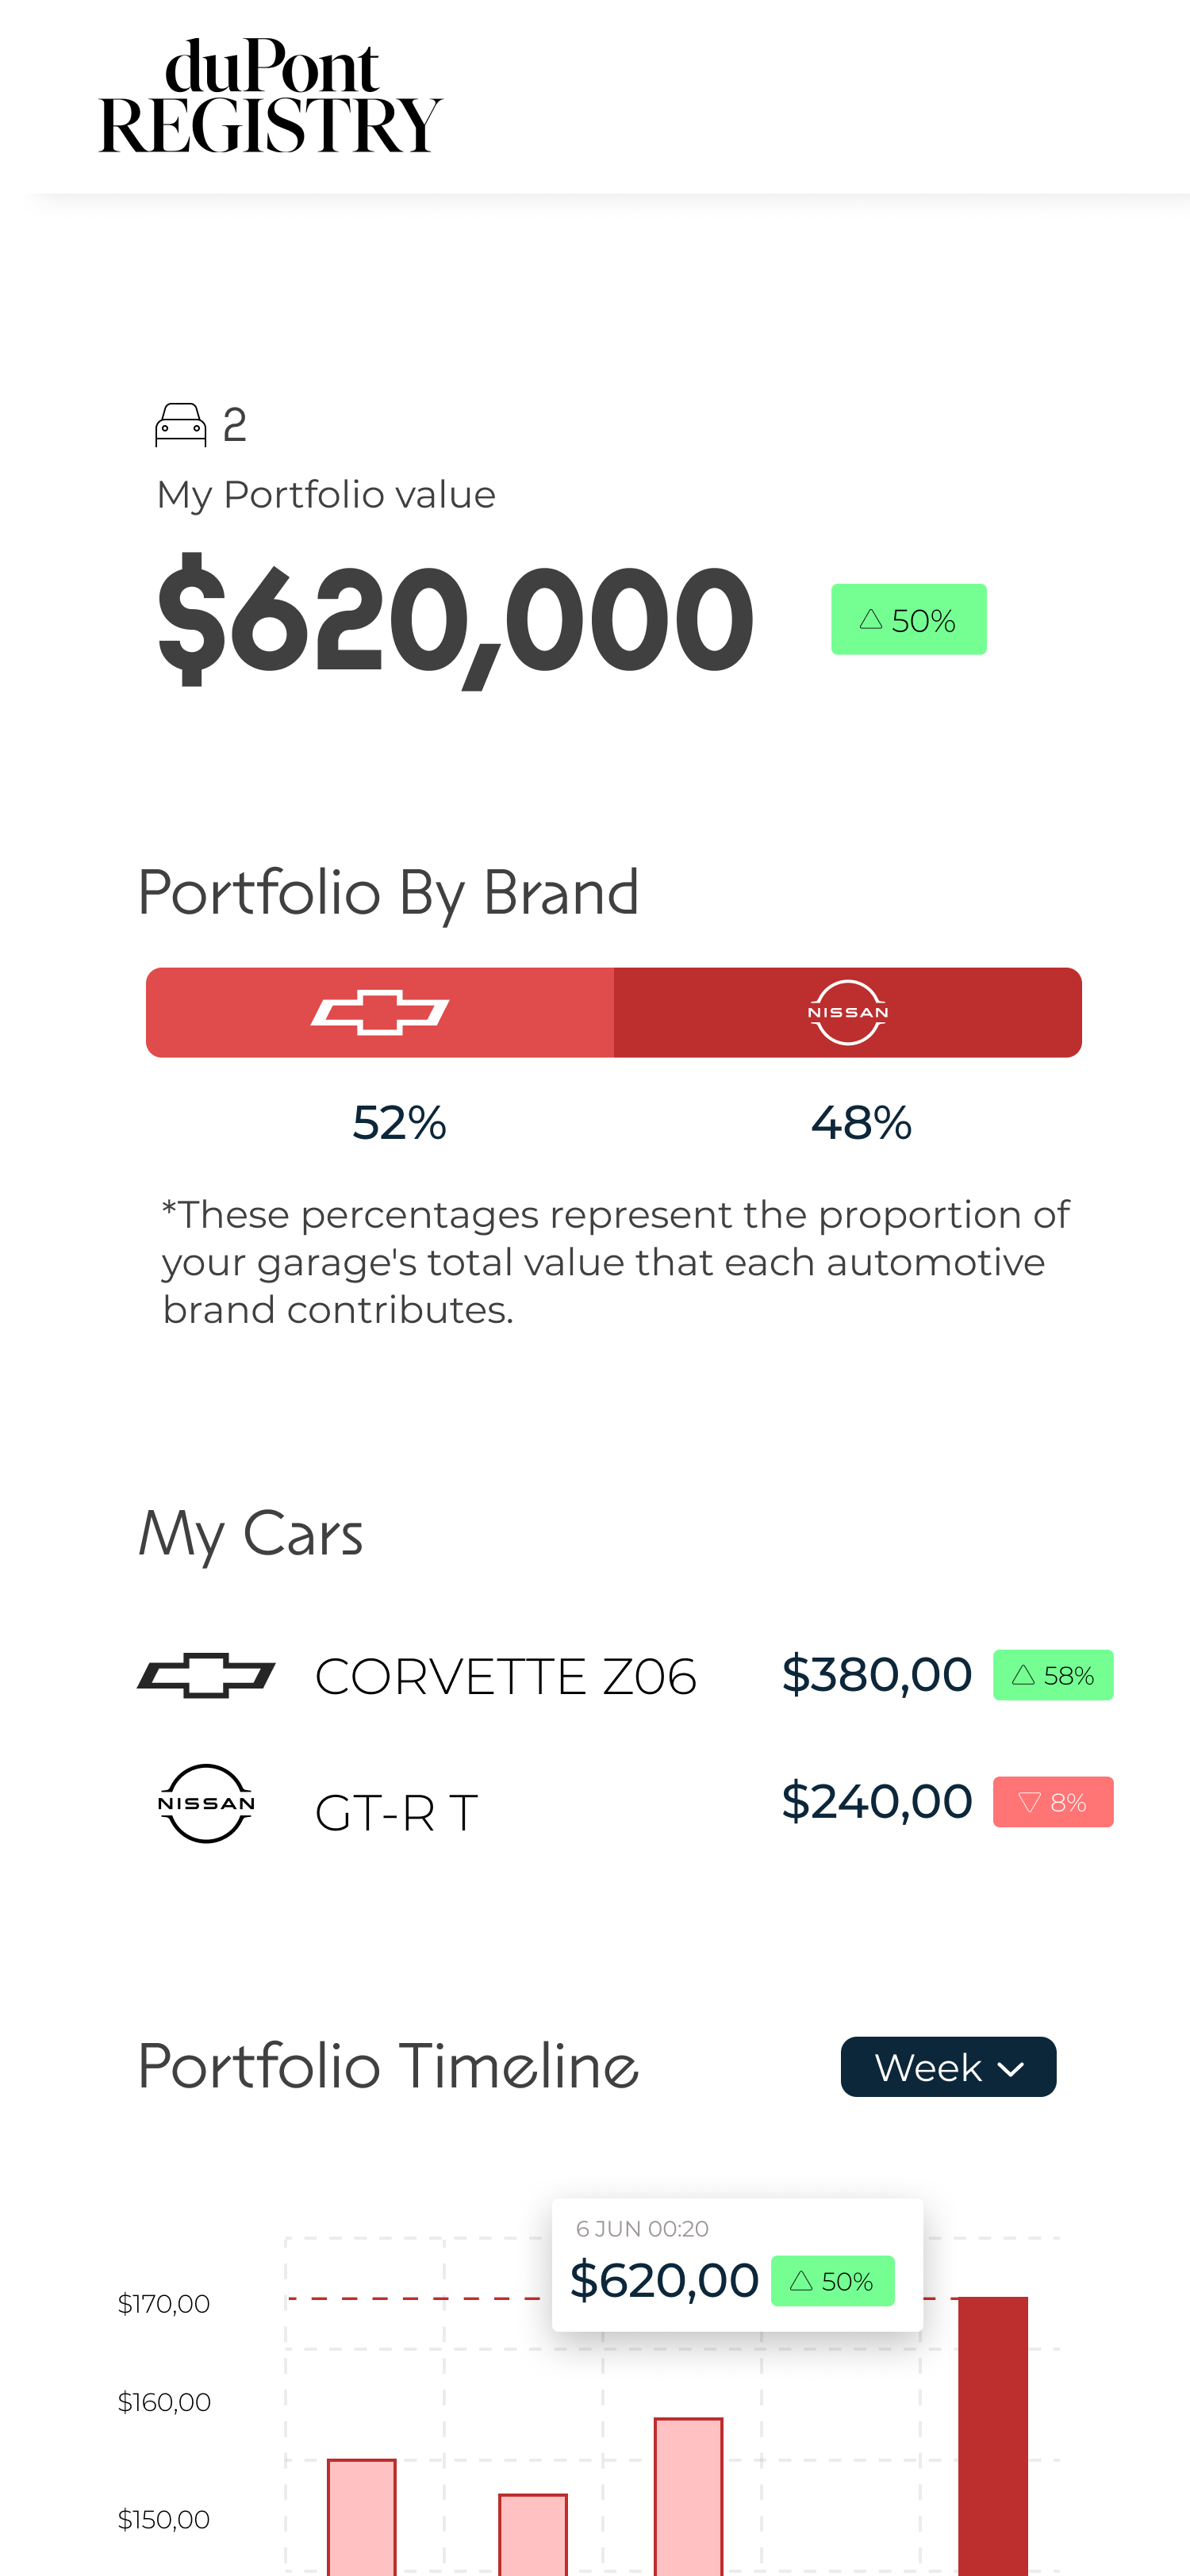 duPont
REGISTRY
2
My Portfolio value
$620,000
50%
Portfolio By Brand
NISSAN
52%
48%
*These percentages represent the proportion of
your garage's total value that each automotive
brand contributes.
My Cars
CORVETTE Z06
$380,00
58%
NISSAN
GT-R T
$240,00
8%
Portfolio Timeline
Week
6 JUN 00:20
$620,00
50%
$170,00
$160,00
$150,00